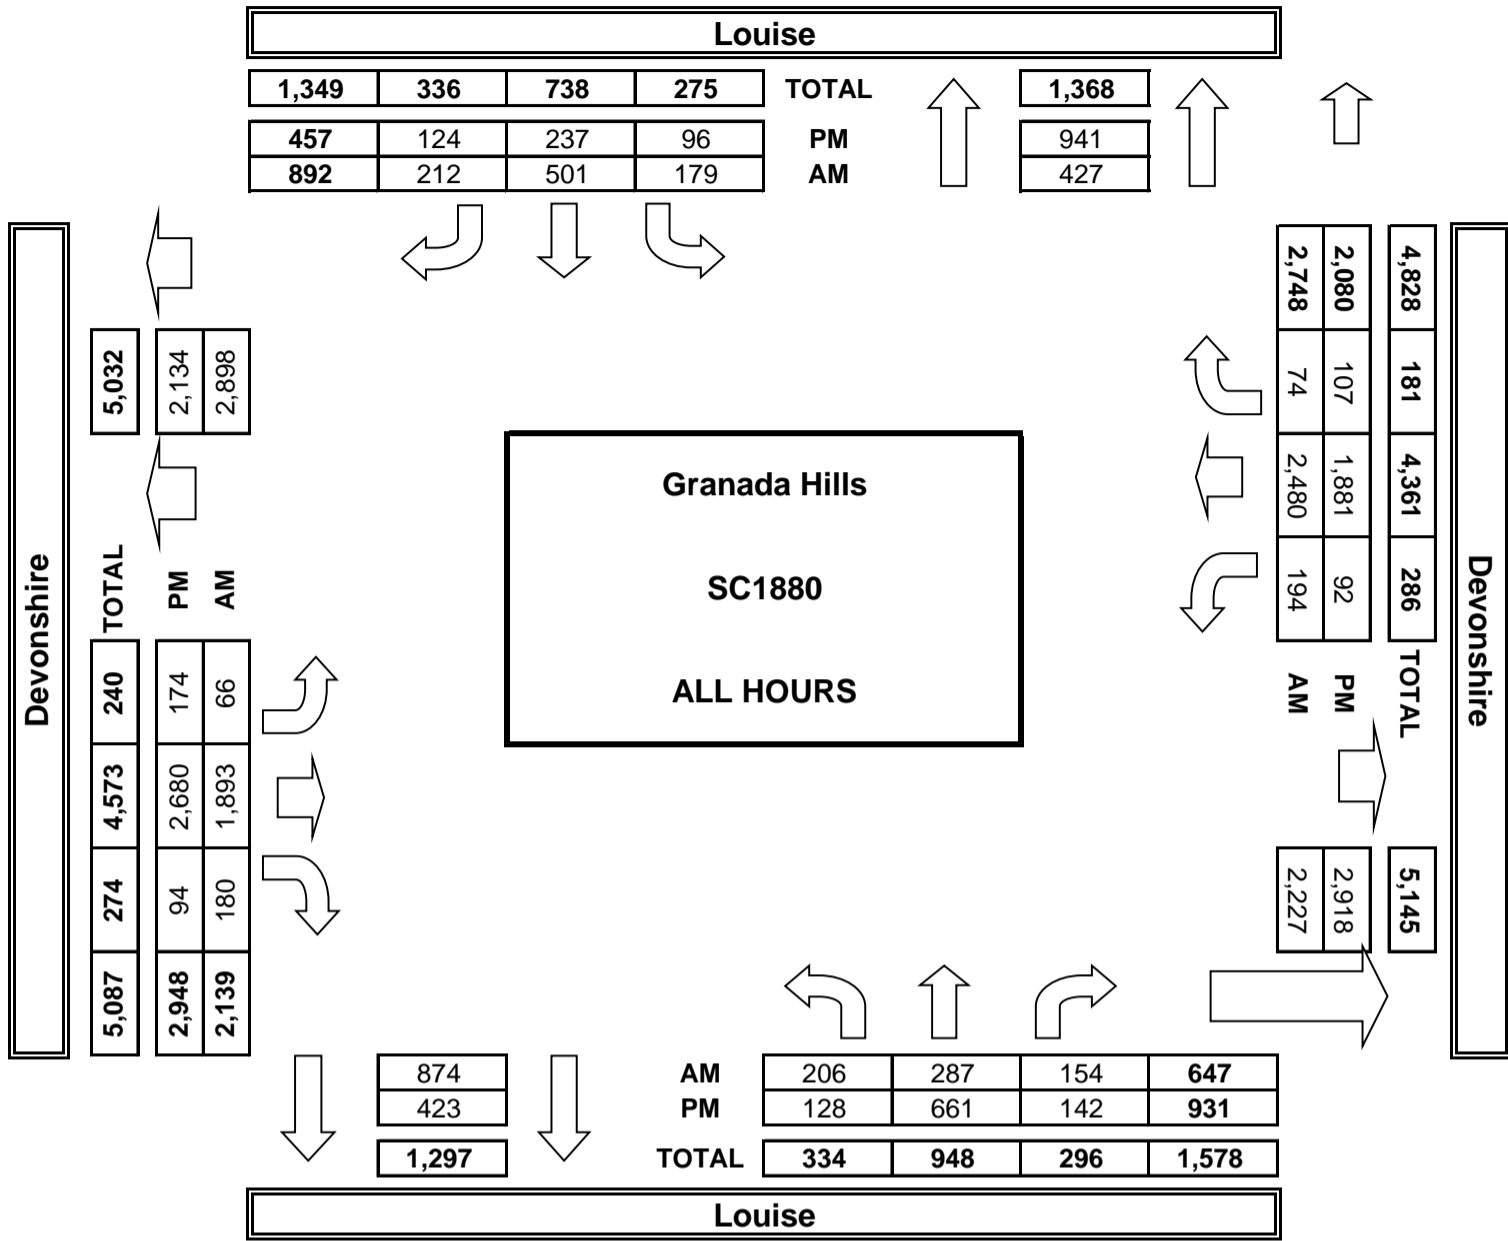 Louise
1,349 336 738 275 TOTAL 1,368
457 124 237 96 PM 941
892 212 501 179 AM 427
Devonshire
5,032
2,134
2,898
TOTAL
PM
AM
240 4,573 274 5,087
174 2,680 94 2,948
66 1,893 180 2,139
Granada Hills
SC1880
ALL HOURS
4,828 181 4,361 286 TOTAL
2,080 107 1,881 92 PM
2,748 74 2,480 194 AM
5,145
2,918
2,227
Devonshire
874 AM 206 287 154 647
423 PM 128 661 142 931
1,297 TOTAL 334 948 296 1,578
Louise